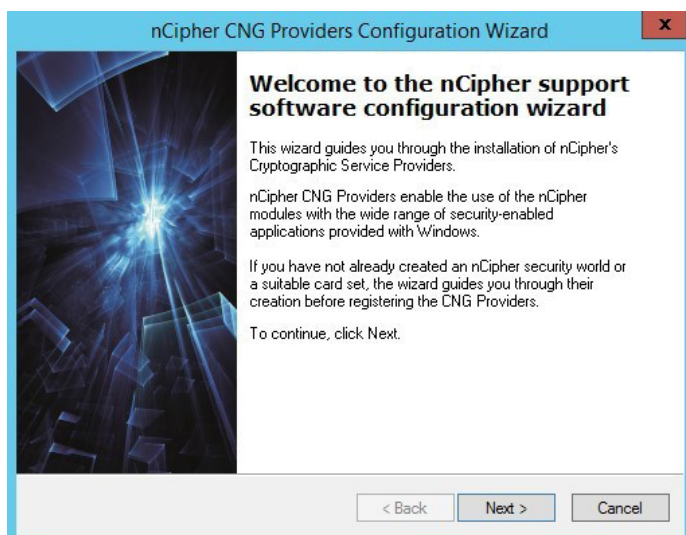 nCipher CNG Providers Configuration Wizard
x
Welcome to the nCipher support
software configuration wizard
This wizard guides you through the installation of nCipher's
Cryptographic Service Providers.
nCipher CNG Providers enable the use of the nCipher
modules with the wide range of security-enabled
applications provided with Windows.
If you have not already created an nCipher security world or
a suitable card set, the wizard guides you through their
creation before registering the CNG Providers.
To continue, click Next.
< Back Next > Cancel